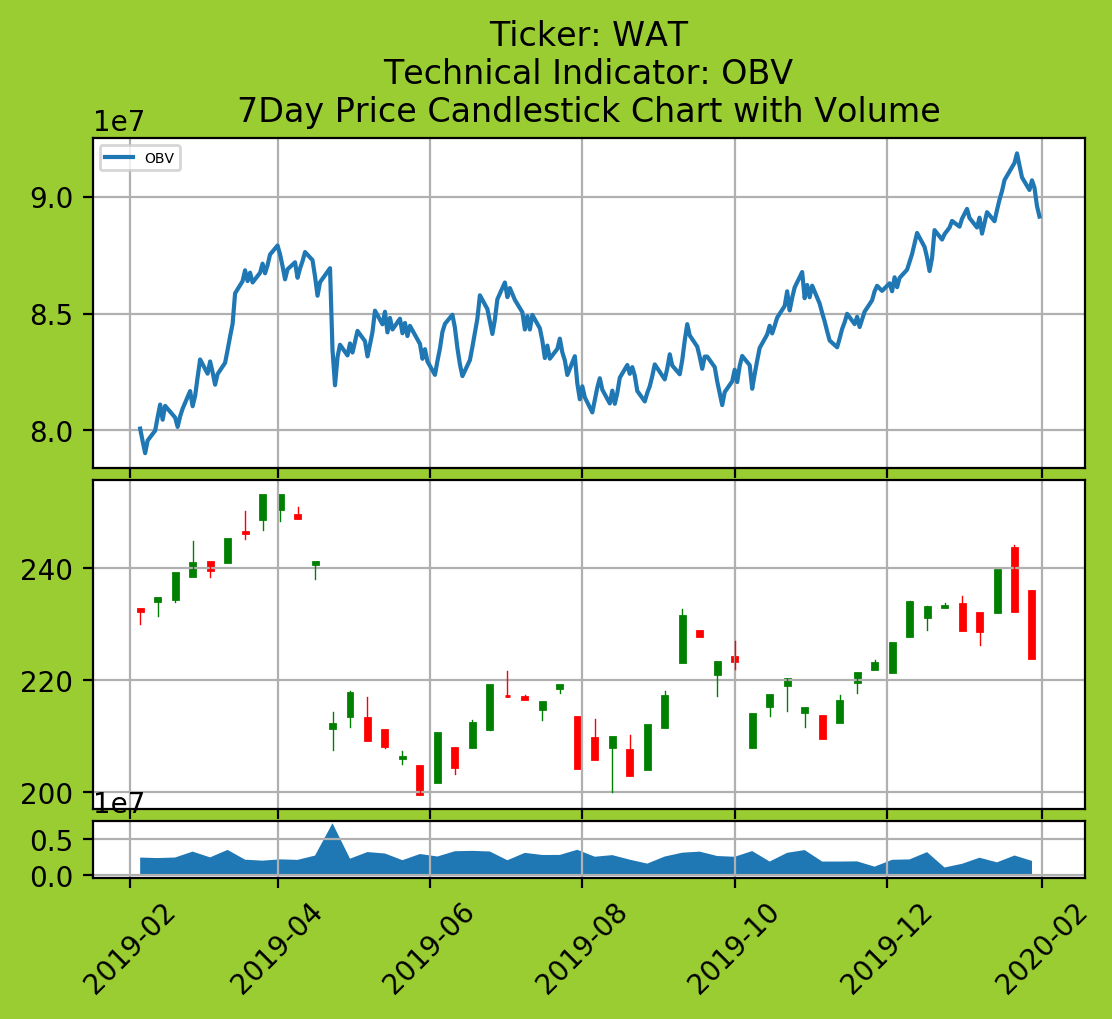 Ticker: WAT
Technical Indicator: OBV
7Day Price Candlestick Chart with Volume
1e7
OBV
9.0
8.5
8.0
240
220
200
1e7
0.5
0.0
2019-02
2019-04
2019-06
2019-08
2019-10
2019-12
2020-02